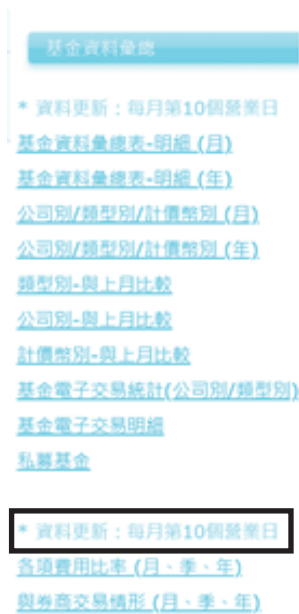 基金資料彙總
* 資料更新：每月第10個營業日
基金資料彙總表-明細 (月)
基金資料彙總表-明細 (年)
公司別/類型別/計價幣別 (月)
公司別/類型別/計價幣別 (年)
類型別-與上月比較
公司別-與上月比較
計價幣別-與上月比較
基金電子交易統計(公司別/類型別)
基金電子交易明細
私募基金
* 資料更新：每月第10個營業日
各項費用比率 (月、季、年)
與券商交易情形 (月、季、年)